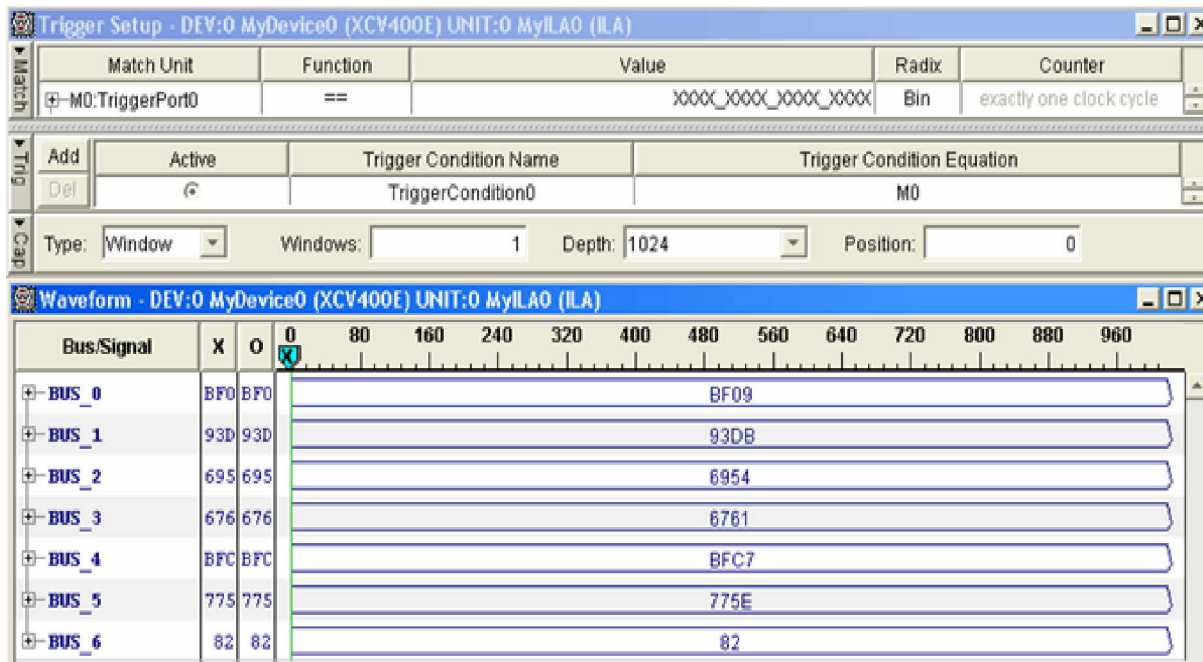 Trigger Setup - DEV:0 MyDevice0 (XCV400E) UNIT:0 MyILA0 (ILA)
Match
Match Unit Function Value Radix Counter
M0:TriggerPort0 == XXXX_XXXX_XXXX_XXXX Bin exactly one clock cycle
Trig
Add Active Trigger Condition Name Trigger Condition Equation
Del TriggerCondition0 M0
Cap
Type: Window Windows: 1 Depth: 1024 Position: 0
Waveform - DEV:0 MyDevice0 (XCV400E) UNIT:0 MyILA0 (ILA)
Bus/Signal X O 0 80 160 240 320 400 480 560 640 720 800 880 960
X
BUS_0 BF0 BF0 BF09
BUS_1 93D 93D 93DB
BUS_2 695 695 6954
BUS_3 676 676 6761
BUS_4 BFC BFC BFC7
BUS_5 775 775 775E
BUS_6 82 82 82